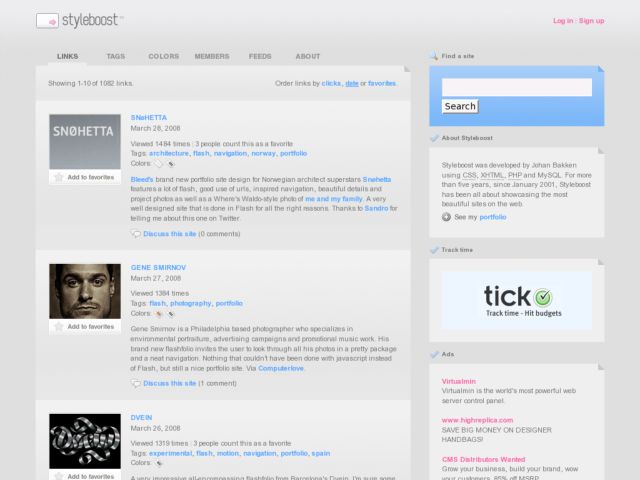 styleboost
Log in | Sign up
LINKS TAGS COLORS MEMBERS FEEDS ABOUT
Showing 1-10 of 1082 links.
Order links by clicks, date or favorites.
SNØHETTA
Add to favorites
SNøHETTA
March 28, 2008
Viewed 1484 times | 3 people count this as a favorite
Tags: architecture, flash, navigation, norway, portfolio
Colors:
Bleed's brand new portfolio site design for Norwegian architect-superstars Snøhetta
features a lot of flash, good use of urls, inspired navigation, beautiful details and
project photos as well as a Where's Waldo-style photo of me and my family. A very
well designed site that is done in Flash for all the right reasons. Thanks to Sandro for
telling me about this one on Twitter.
Discuss this site (0 comments)
Add to favorites
GENE SMIRNOV
March 27, 2008
Viewed 1384 times
Tags: flash, photography, portfolio
Colors:
Gene Smirnov is a Philadelphia based photographer who specializes in
environmental portraiture, advertising campaigns and promotional music work. His
brand new flashfolio invites the user to look through all his photos in a pretty package
and a neat navigation. Nothing that couldn't have been done with javascript instead
of Flash, but still a nice portfolio site. Via Computerlove.
Discuss this site (1 comment)
Add to favorites
DVEIN
March 26, 2008
Viewed 1319 times | 3 people count this as a favorite
Tags: experimental, flash, motion, navigation, portfolio, spain
Colors:
A very impressive all-encompassing flashfolio from Barcelona's Dvein. I'm sure some
Find a site
Search
About Styleboost
Styleboost was developed by Johan Bakken
using CSS, XHTML, PHP and MySQL. For more
than five years, since January 2001, Styleboost
has been all about showcasing the most
beautiful sites on the web.
See my portfolio
Track time
tick
Track time - Hit budgets
Ads
Virtualmin
Virtualmin is the world's most powerful web
server control panel.
www.highreplica.com
SAVE BIG MONEY ON DESIGNER
HANDBAGS!
CMS Distributors Wanted
Grow your business, build your brand, wow
your customers. 85% off MSRP